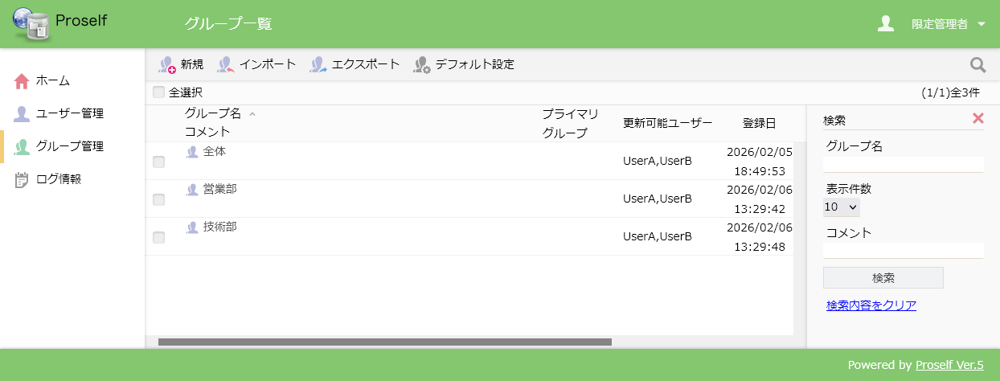 Proself
グループ一覧
限定管理者
ホーム
ユーザー管理
グループ管理
ログ情報
新規 インポート エクスポート デフォルト設定
全選択
(1/1)全3件
グループ名
コメント
プライマリ
グループ
更新可能ユーザー
登録日
全体
UserA,UserB
2026/02/05
18:49:53
営業部
UserA,UserB
2026/02/06
13:29:42
技術部
UserA,UserB
2026/02/06
13:29:48
検索
グループ名
表示件数
10
コメント
検索
検索内容をクリア
Powered by Proself Ver.5